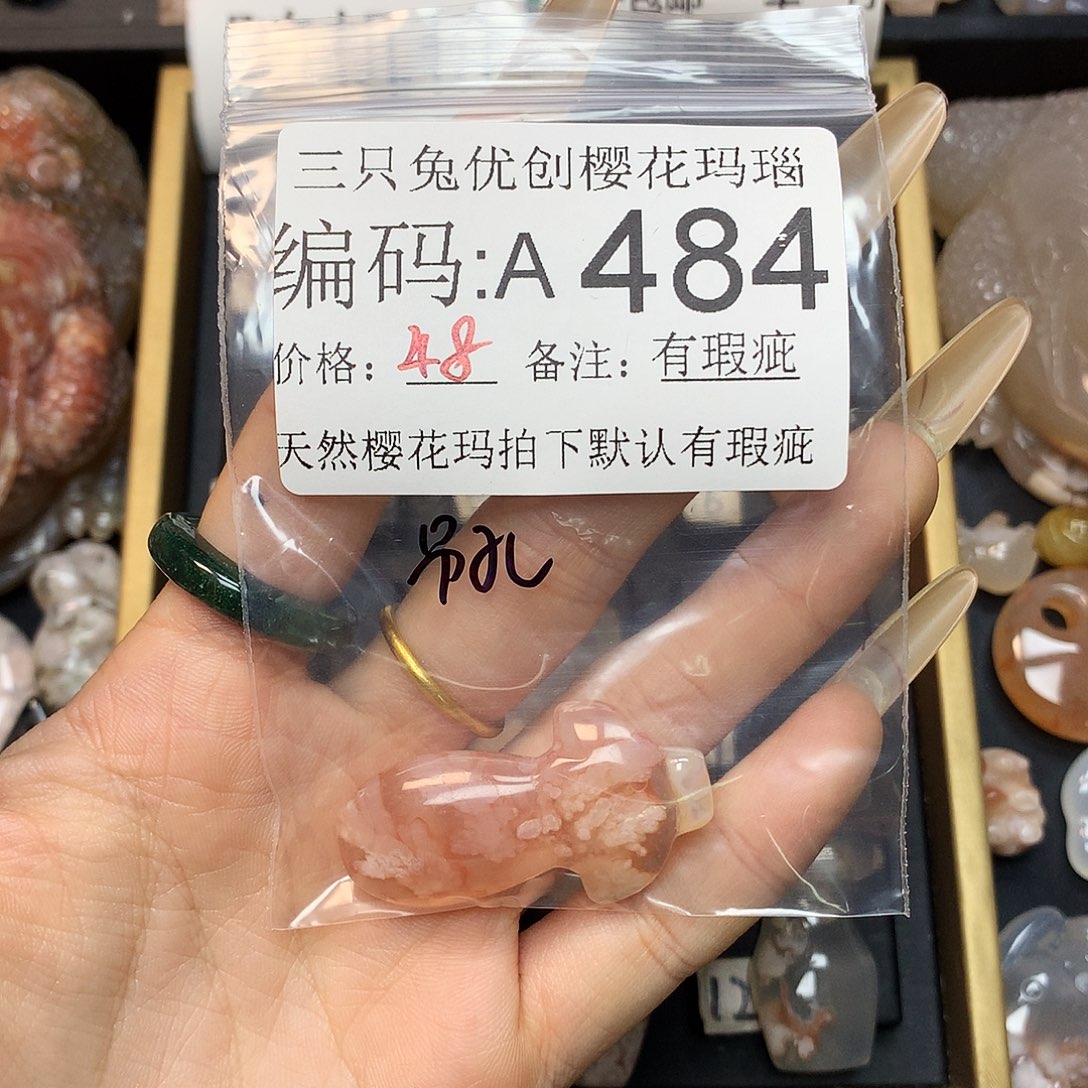 三只兔优创樱花玛瑙
编码:A 484
价格: 48 备注: 有瑕疵
天然樱花玛拍下默认有瑕疵
吊孔
12